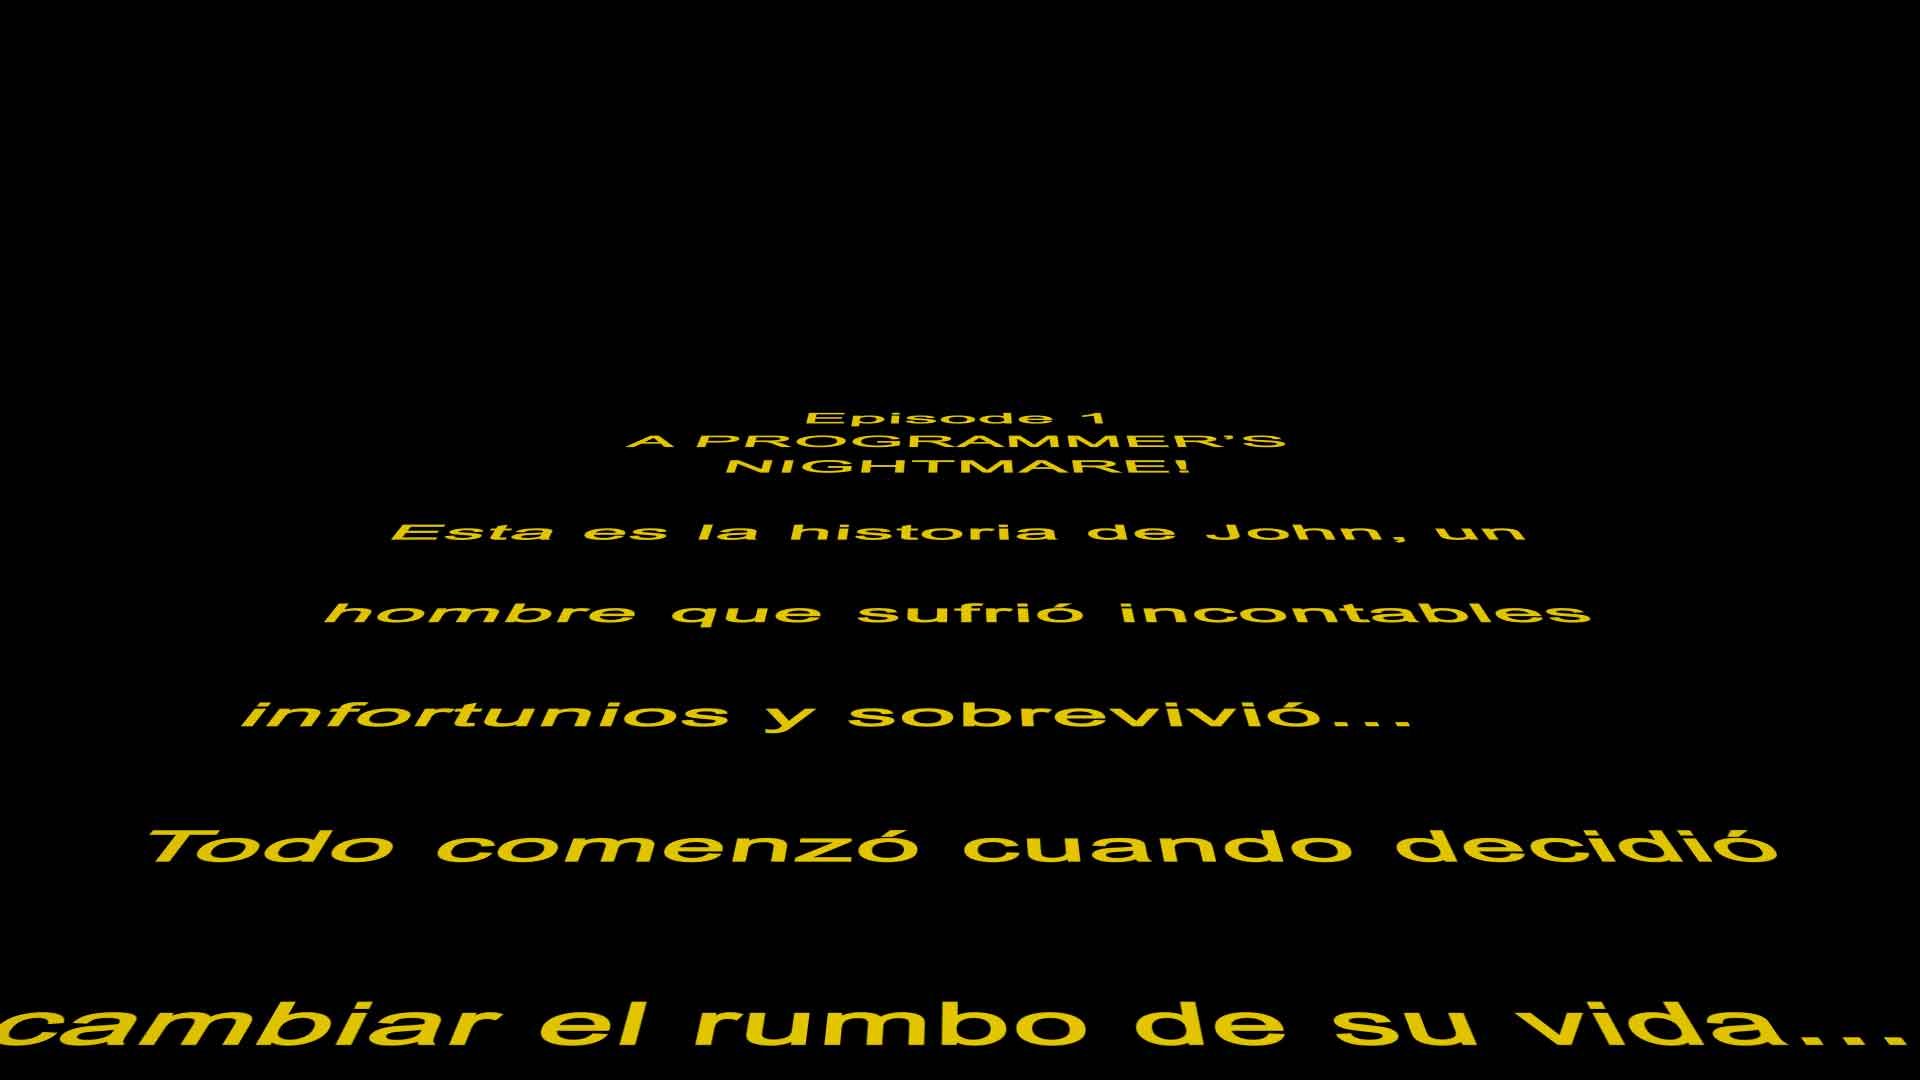 Episode 1
A PROGRAMMER’S
NIGHTMARE!
Esta es la historia de John, un
hombre que sufrió incontables
infortunios y sobrevivió...
Todo comenzó cuando decidió
cambiar el rumbo de su vida...